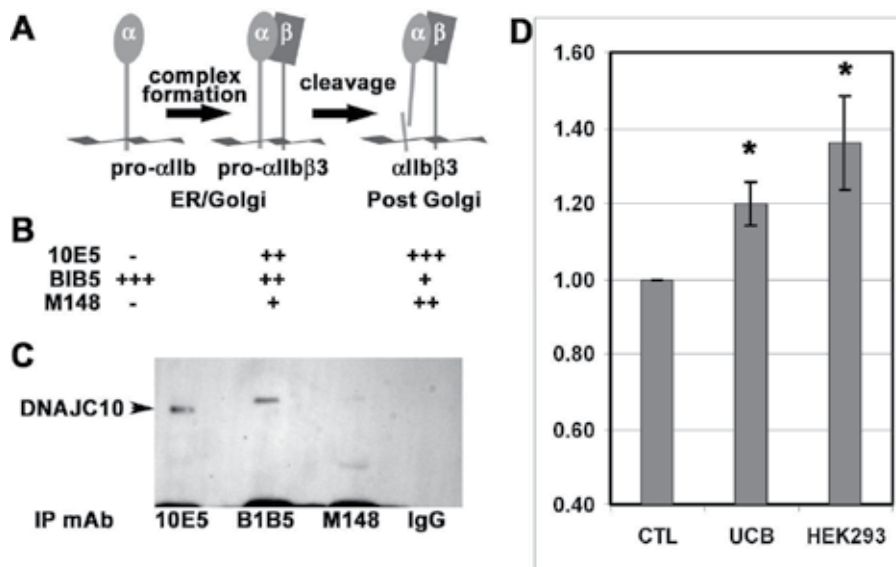 A
α
α β
α β
complex
formation
cleavage
pro-αIIb
pro-αIIbβ3
αIIbβ3
ER/Golgi
Post Golgi
B
10E5 - ++ +++
BIB5 +++ ++ +
M148 - + ++
C
DNAJC10
IP mAb 10E5 B1B5 M148 IgG
D
1.60
1.40
1.20
1.00
0.80
0.60
0.40
*
*
CTL UCB HEK293